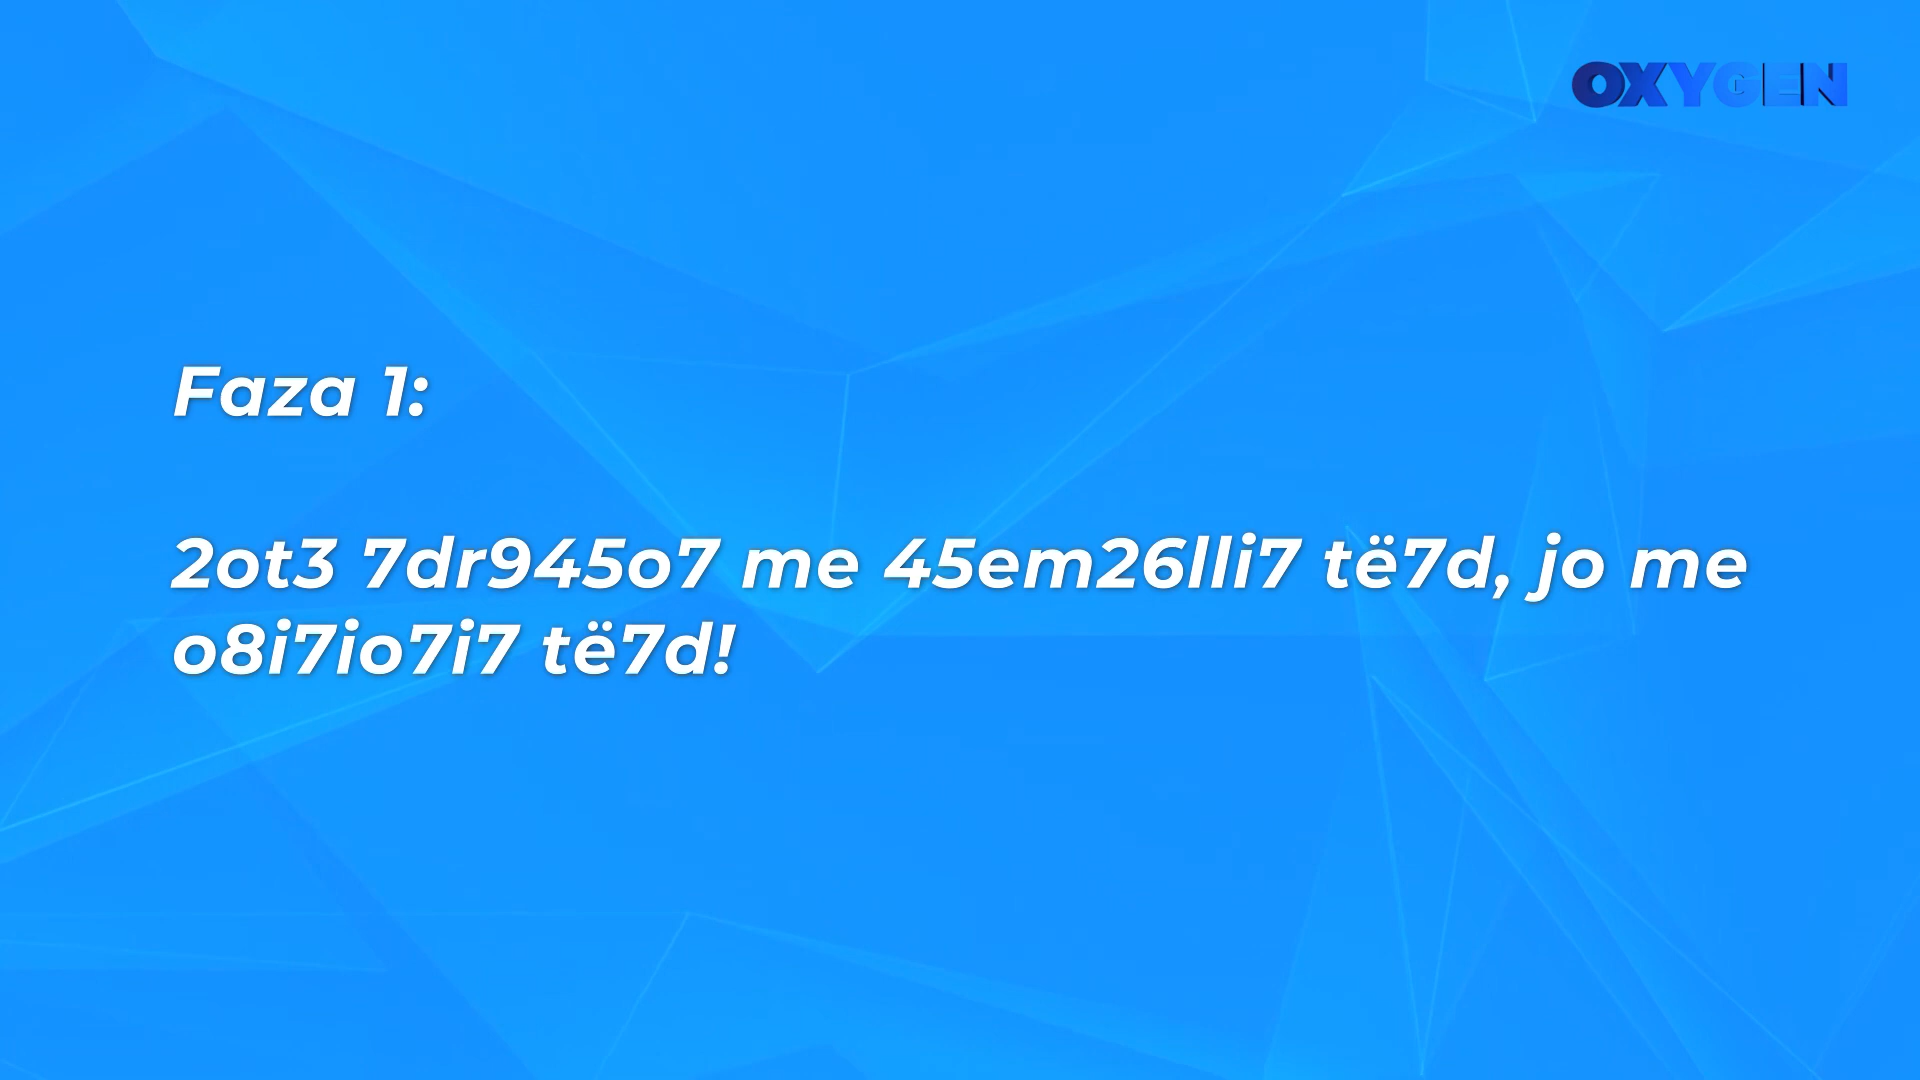 OXYGEN
Faza 1:
2ot3 7dr945o7 me 45em26lli7 të7d, jo me
o8i7io7i7 të7d!